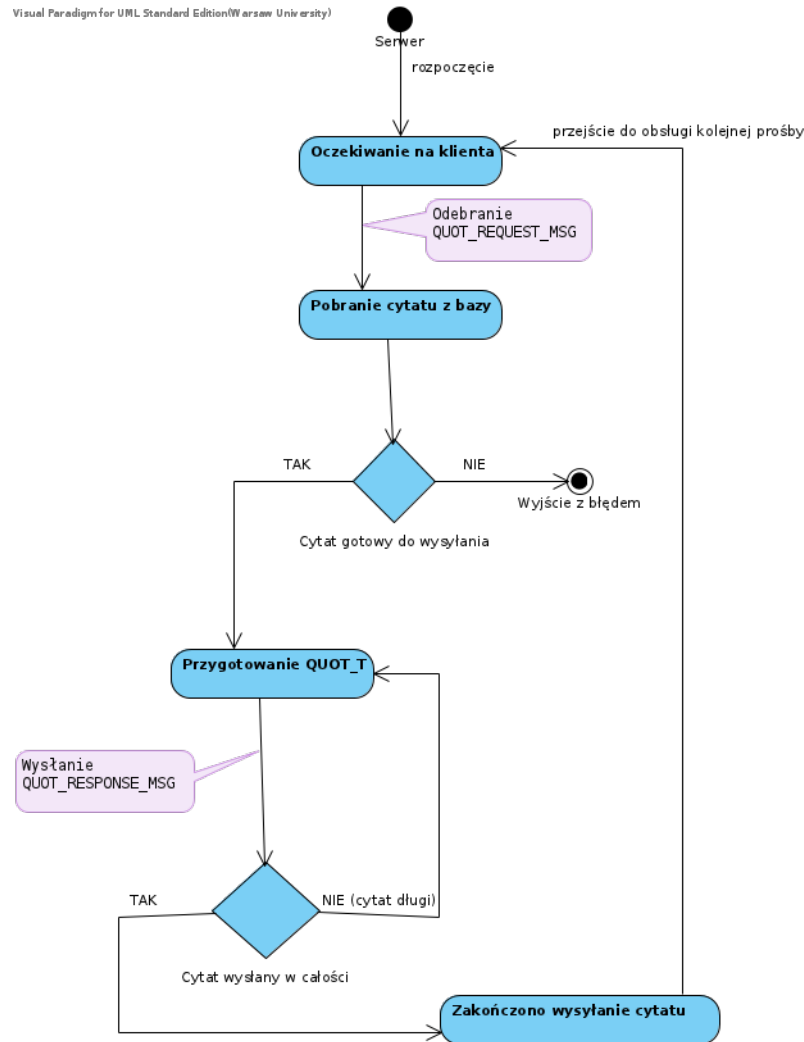 Visual Paradigm for UML Standard Edition(Warsaw University)
Serwer
rozpoczęcie
przejście do obsługi kolejnej prośby
Oczekiwanie na klienta
Odebranie
QUOT_REQUEST_MSG
Pobranie cytatu z bazy
TAK
NIE
Wyjście z błędem
Cytat gotowy do wysyłania
Przygotowanie QUOT_T
Wysłanie
QUOT_RESPONSE_MSG
TAK
NIE (cytat długi)
Cytat wysłany w całości
Zakończono wysyłanie cytatu